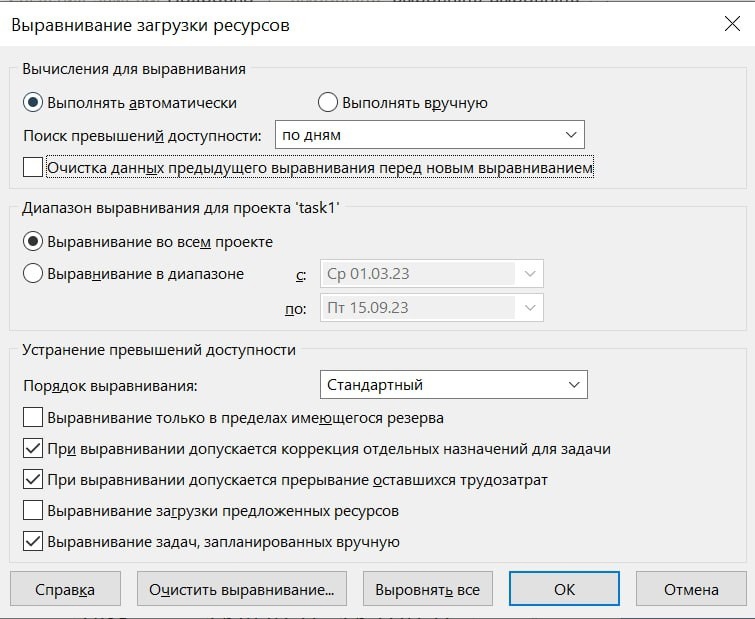 Выравнивание загрузки ресурсов
Вычисления для выравнивания
Выполнять автоматически Выполнять вручную
Поиск превышений доступности: по дням
Очистка данных предыдущего выравнивания перед новым выравниванием
Диапазон выравнивания для проекта 'task1'
Выравнивание во всем проекте
Выравнивание в диапазоне с: Ср 01.03.23
по: Пт 15.09.23
Устранение превышений доступности
Порядок выравнивания: Стандартный
Выравнивание только в пределах имеющегося резерва
При выравнивании допускается коррекция отдельных назначений для задачи
При выравнивании допускается прерывание оставшихся трудозатрат
Выравнивание загрузки предложенных ресурсов
Выравнивание задач, запланированных вручную
Справка Очистить выравнивание... Выровнять все ОК Отмена